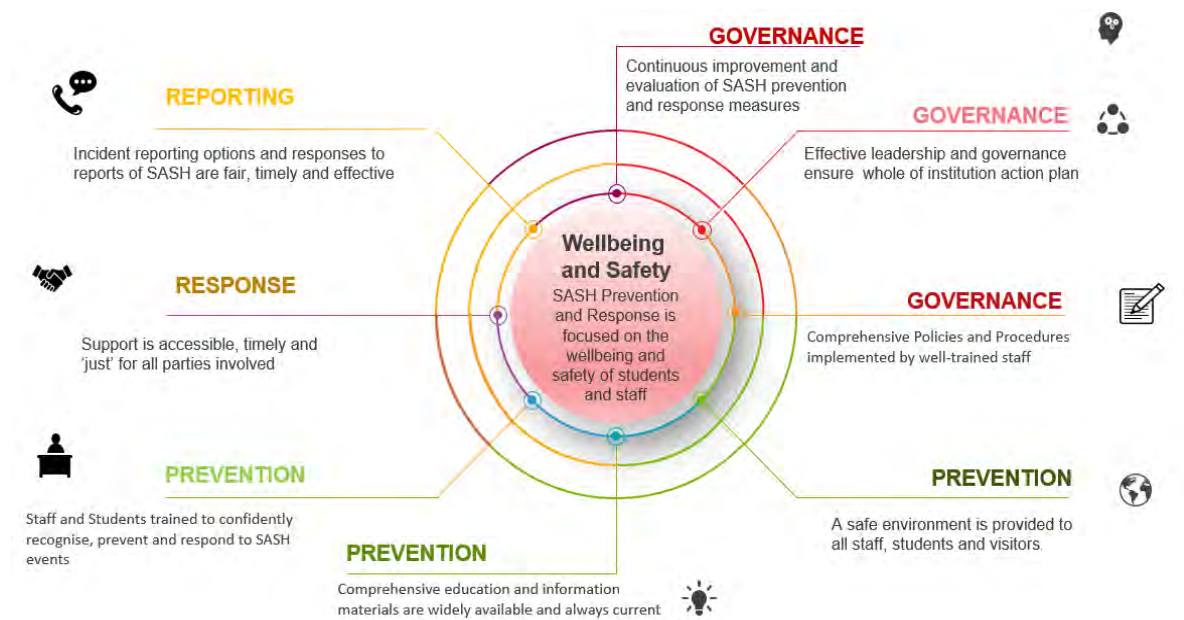 GOVERNANCE
Continuous improvement and
evaluation of SASH prevention
and response measures
GOVERNANCE
Effective leadership and governance
ensure whole of institution action plan
GOVERNANCE
Comprehensive Policies and Procedures
implemented by well-trained staff
PREVENTION
A safe environment is provided to
all staff, students and visitors
PREVENTION
Comprehensive education and information
materials are widely available and always current
PREVENTION
Staff and Students trained to confidently
recognise, prevent and respond to SASH
events
RESPONSE
Support is accessible, timely and
'just' for all parties involved
REPORTING
Incident reporting options and responses to
reports of SASH are fair, timely and effective
Wellbeing
and Safety
SASH Prevention
and Response is
focused on the
wellbeing and
safety of students
and staff